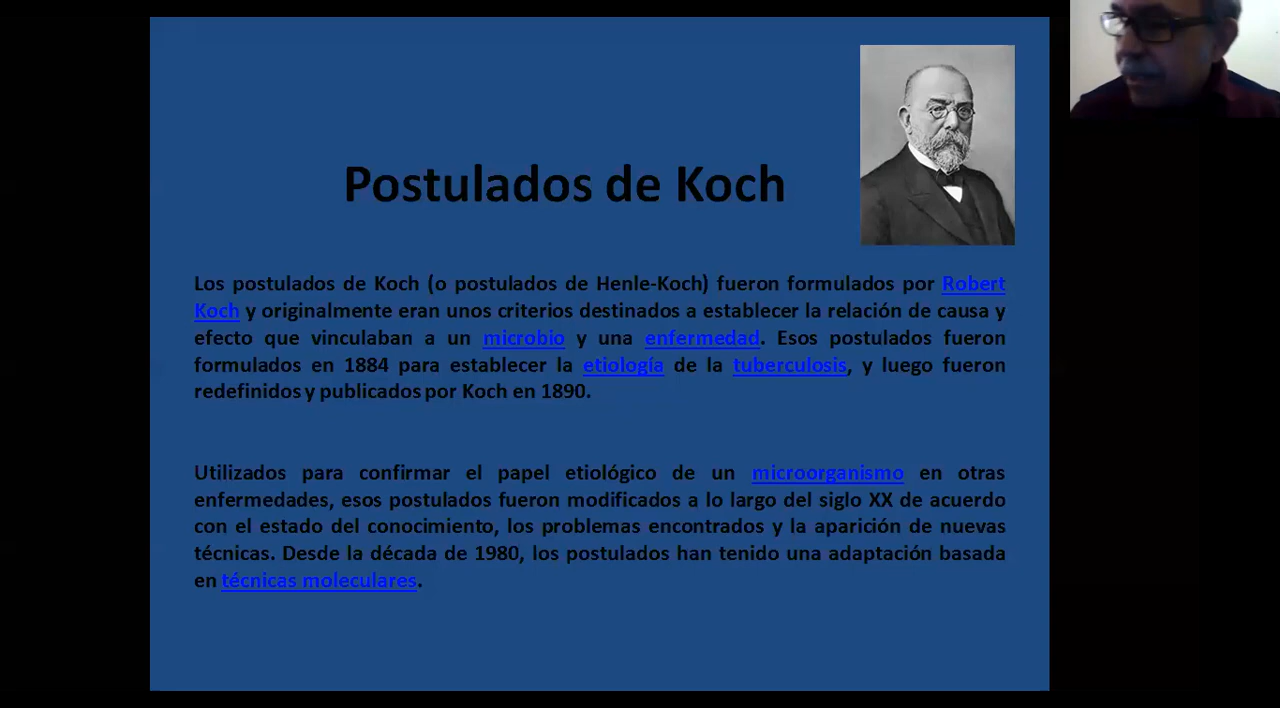 Postulados de Koch
Los postulados de Koch (o postulados de Henle-Koch) fueron formulados por Robert
Koch y originalmente eran unos criterios destinados a establecer la relación de causa y
efecto que vinculaban a un microbio y una enfermedad. Esos postulados fueron
formulados en 1884 para establecer la etiología de la tuberculosis, y luego fueron
redefinidos y publicados por Koch en 1890.
Utilizados para confirmar el papel etiológico de un microorganismo en otras
enfermedades, esos postulados fueron modificados a lo largo del siglo XX de acuerdo
con el estado del conocimiento, los problemas encontrados y la aparición de nuevas
técnicas. Desde la década de 1980, los postulados han tenido una adaptación basada
en técnicas moleculares.